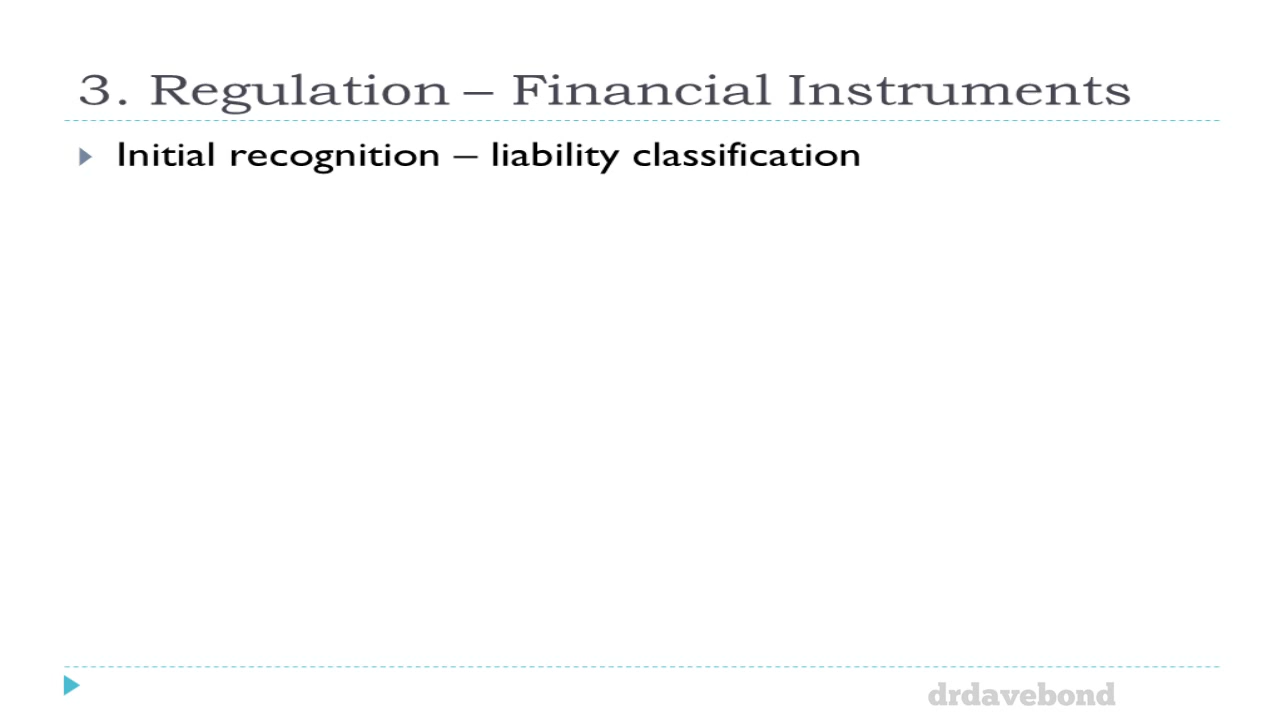 3. Regulation – Financial Instruments
Initial recognition – liability classification
drdavebond